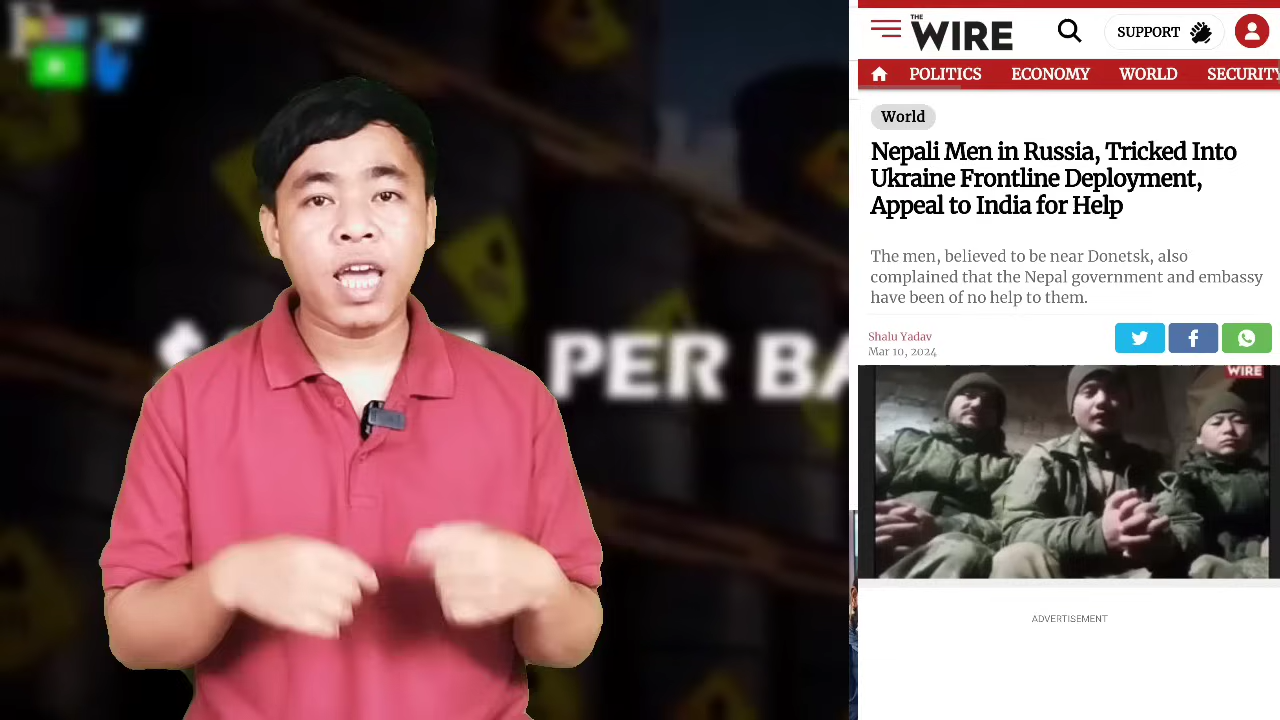 THE
WIRE
SUPPORT
POLITICS ECONOMY WORLD SECURITY
World
Nepali Men in Russia, Tricked Into
Ukraine Frontline Deployment,
Appeal to India for Help
The men, believed to be near Donetsk, also
complained that the Nepal government and embassy
have been of no help to them.
Shalu Yadav
Mar 10, 2024
WIRE
ADVERTISEMENT
PER BA